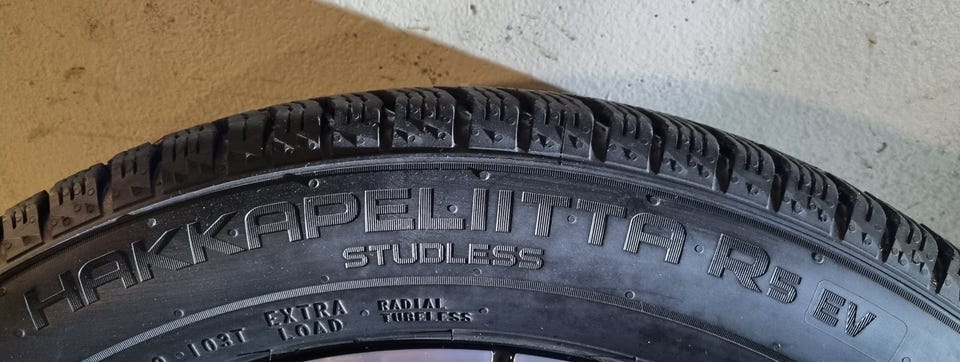 HAKKAPELIITTA R5 EV
STUDLESS
103T EXTRA LOAD RADIAL TUBELESS